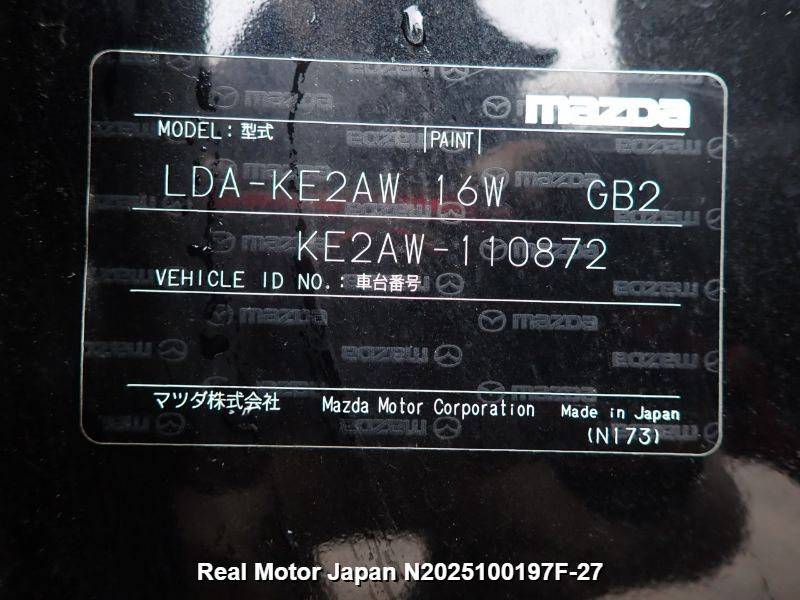 mazda
MODEL: 型式 PAINT
LDA-KE2AW 16W GB2
KE2AW-110872
VEHICLE ID NO.: 車台番号
マツダ株式会社 Mazda Motor Corporation Made in Japan
(N173)
Real Motor Japan N2025100197F-27